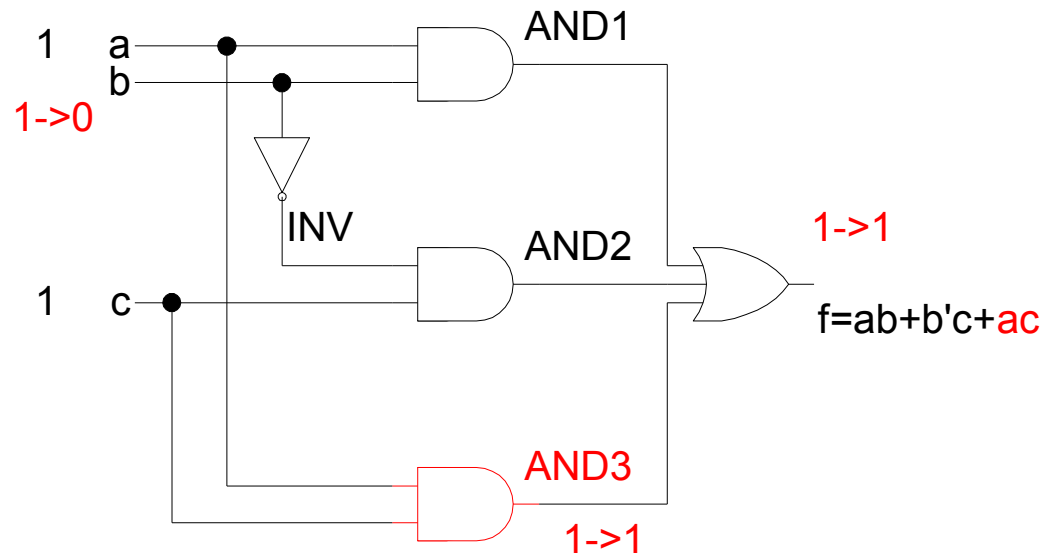 AND1
1 a
b
1->0
INV
AND2
1->1
1 c
f=ab+b'c+ac
AND3
1->1